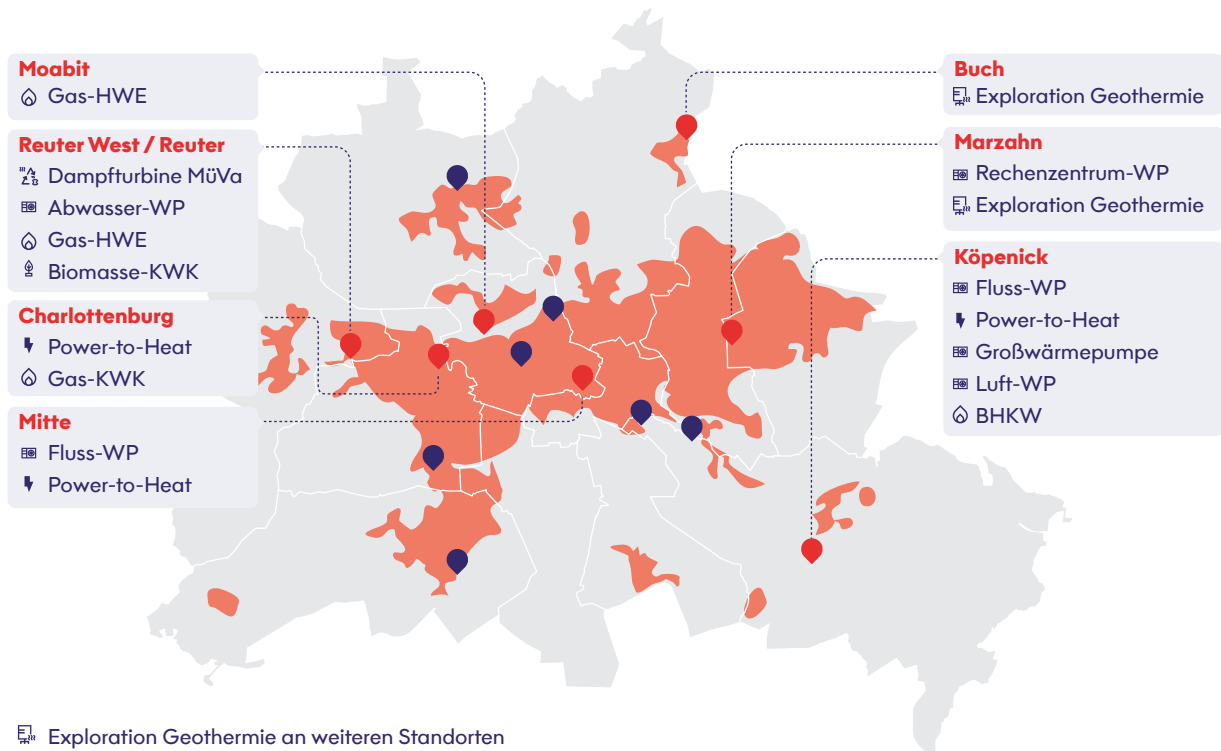 Moabit
Gas-HWE
Reuter West / Reuter
Dampfturbine MüVa
Abwasser-WP
Gas-HWE
Biomasse-KWK
Charlottenburg
Power-to-Heat
Gas-KWK
Mitte
Fluss-WP
Power-to-Heat
Buch
Exploration Geothermie
Marzahn
Rechenzentrum-WP
Exploration Geothermie
Köpenick
Fluss-WP
Power-to-Heat
Großwärmepumpe
Luft-WP
BHKW
Exploration Geothermie an weiteren Standorten